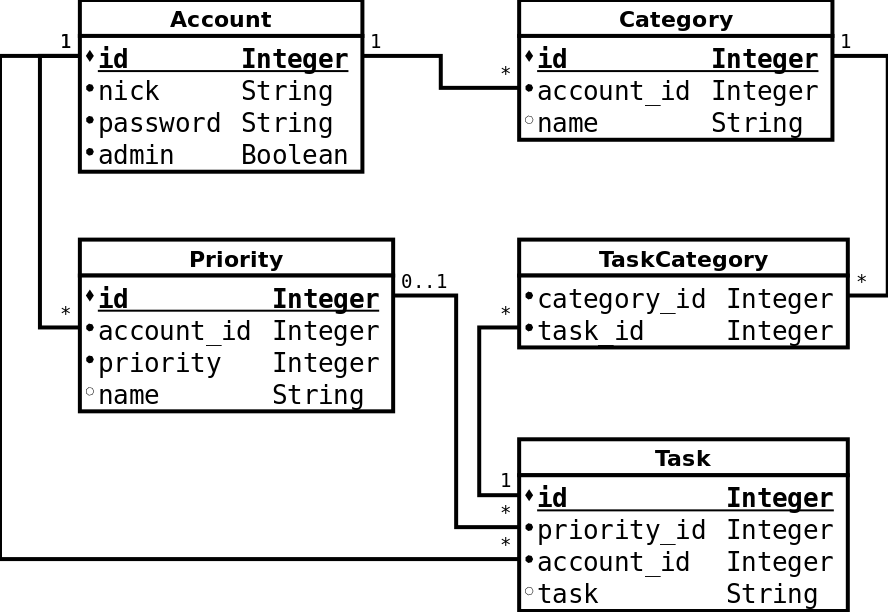 Account
1
id Integer
1
nick String
password String
admin Boolean
Category
1
id Integer
*
account_id Integer
name String
Priority
0..1
id Integer
*
account_id Integer
priority Integer
name String
TaskCategory
*
category_id Integer
*
task_id Integer
Task
1
id Integer
*
priority_id Integer
*
account_id Integer
task String